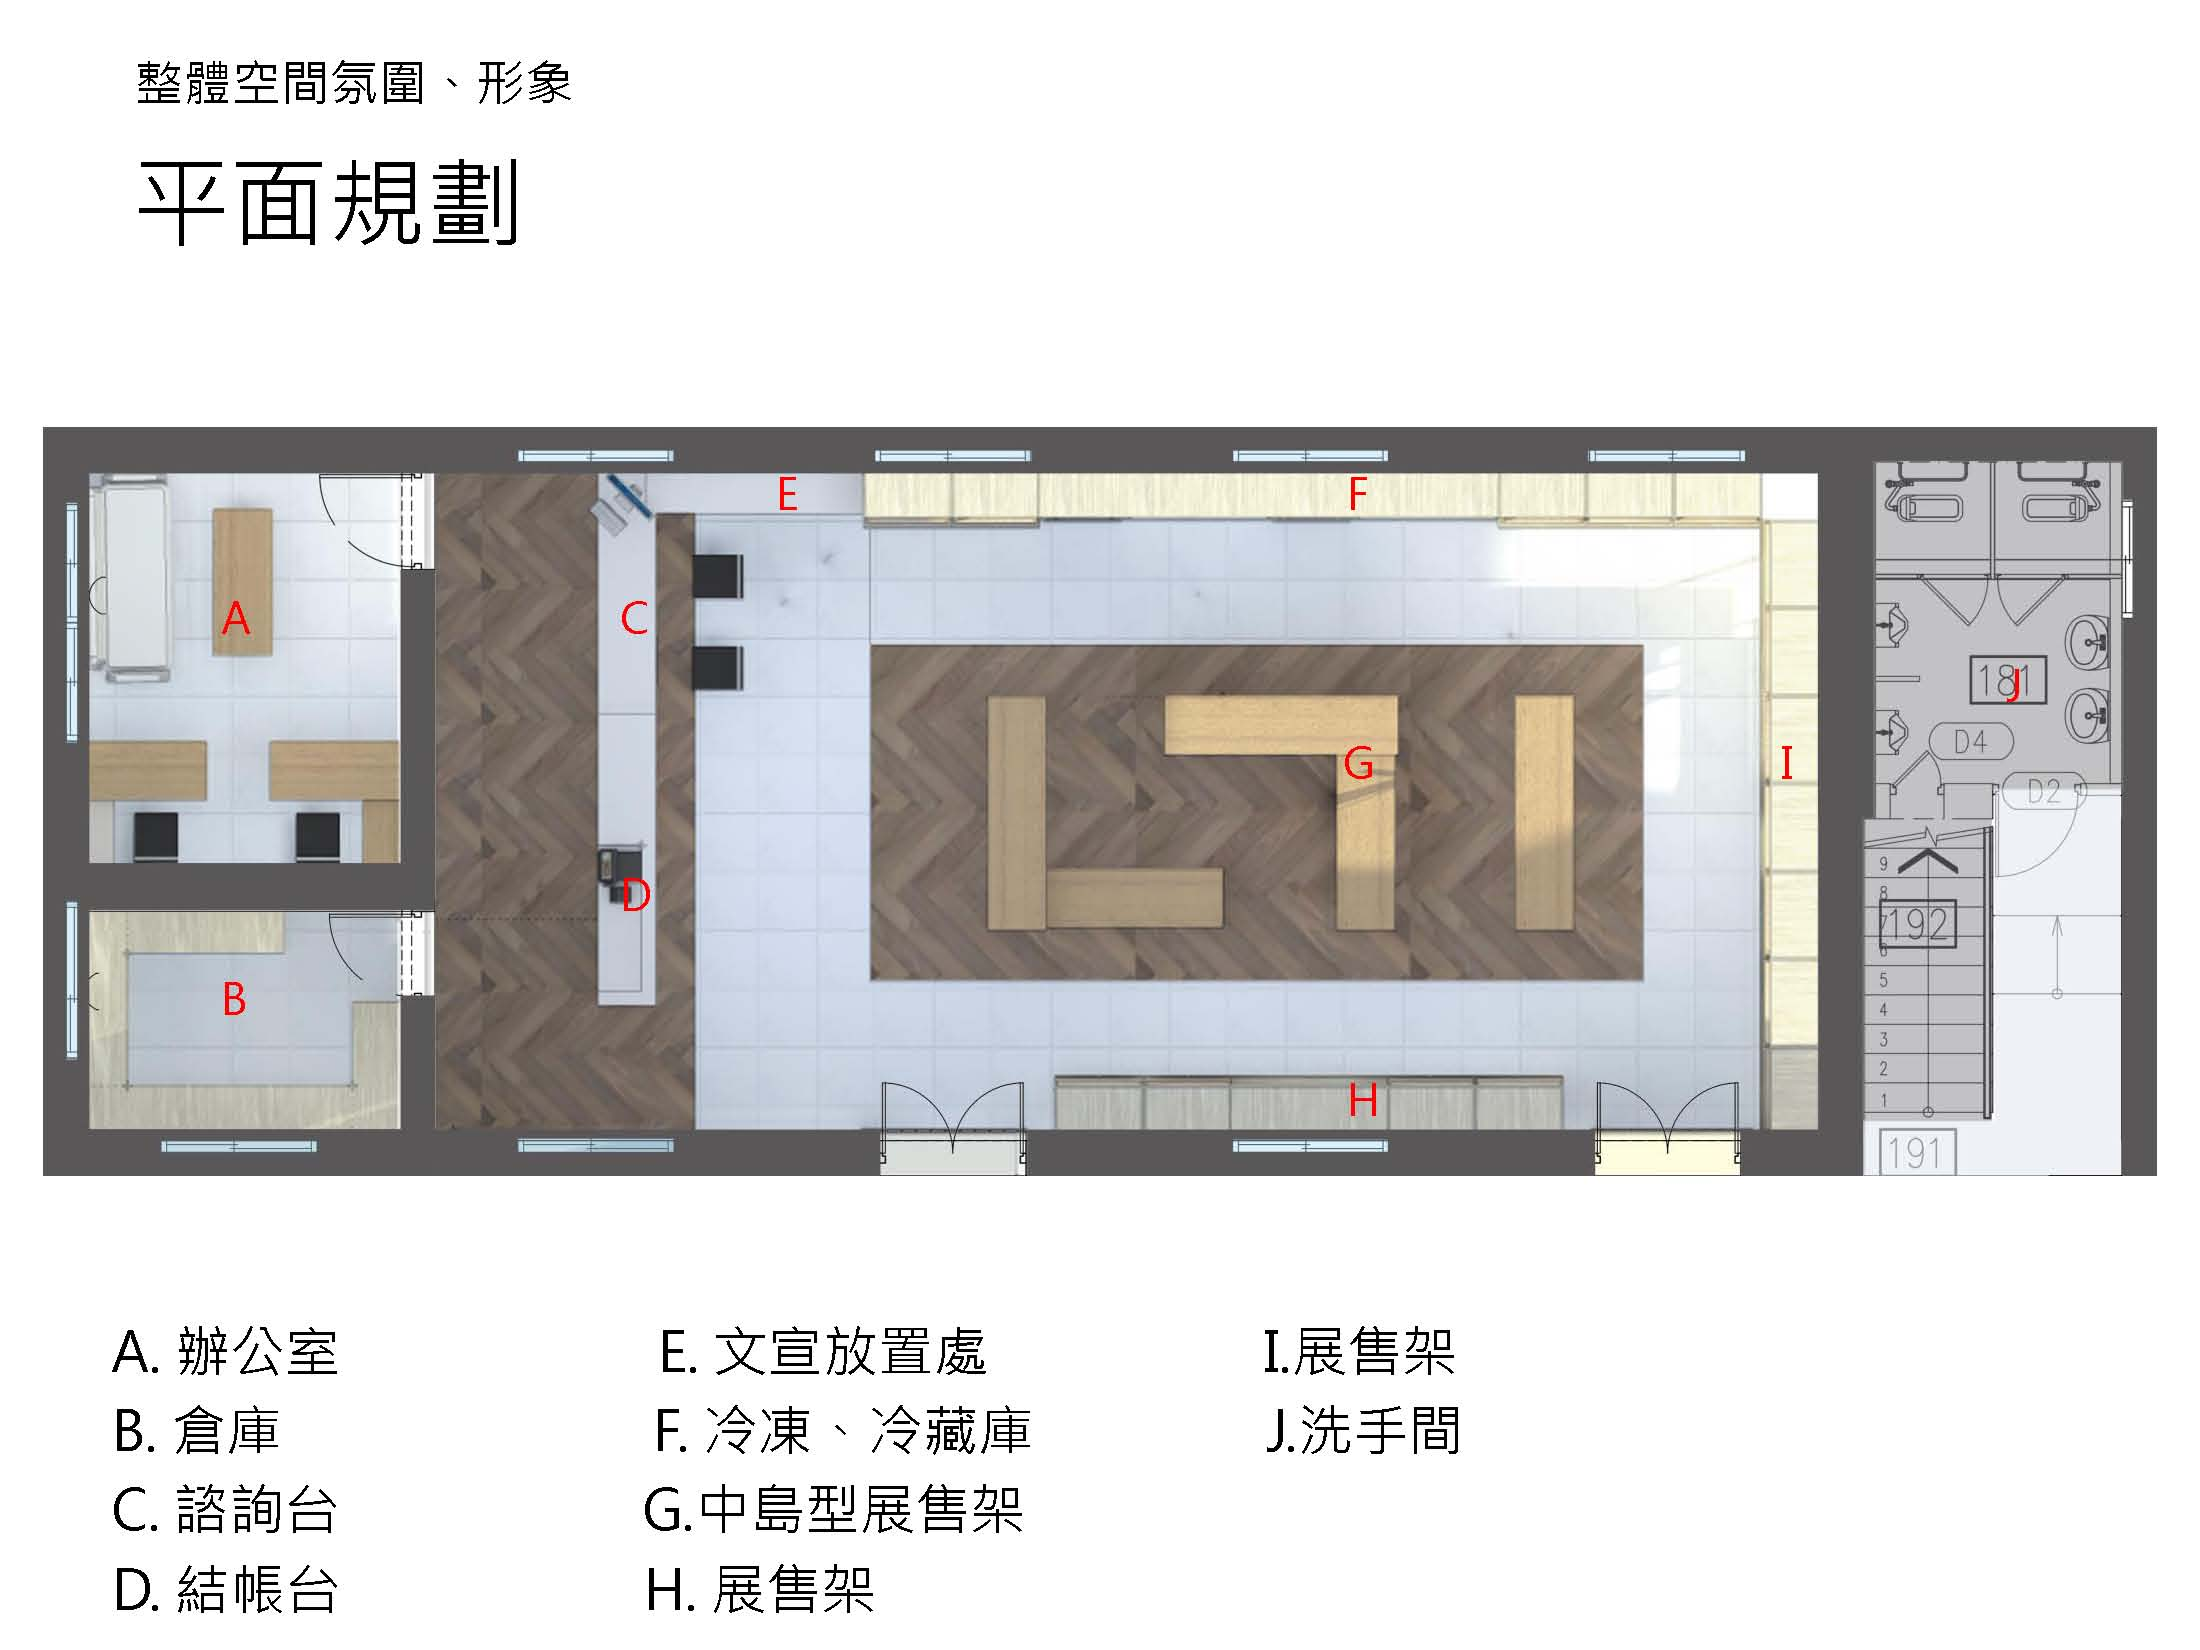 整體空間氛圍、形象
平面規劃
E
F
A
C
181
J
D4
G
I
D2
9
8
D
7
192
6
B
5
4
3
2
H
1
191
A. 辦公室
E. 文宣放置處
I.展售架
B. 倉庫
F. 冷凍、冷藏庫
J.洗手間
C. 諮詢台
G.中島型展售架
D. 結帳台
H. 展售架